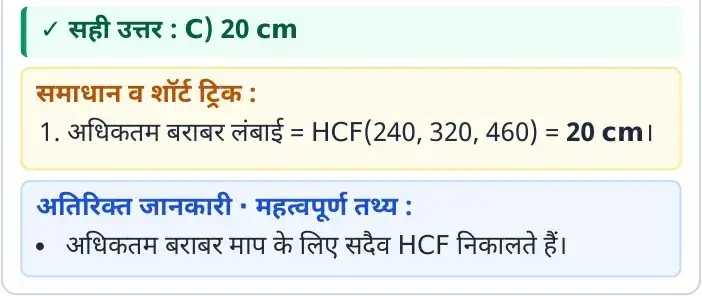 ✓ सही उत्तर : C) 20 cm
समाधान व शॉर्ट ट्रिक :
1. अधिकतम बराबर लंबाई = HCF(240, 320, 460) = 20 cm।
अतिरिक्त जानकारी · महत्वपूर्ण तथ्य :
• अधिकतम बराबर माप के लिए सदैव HCF निकालते हैं।